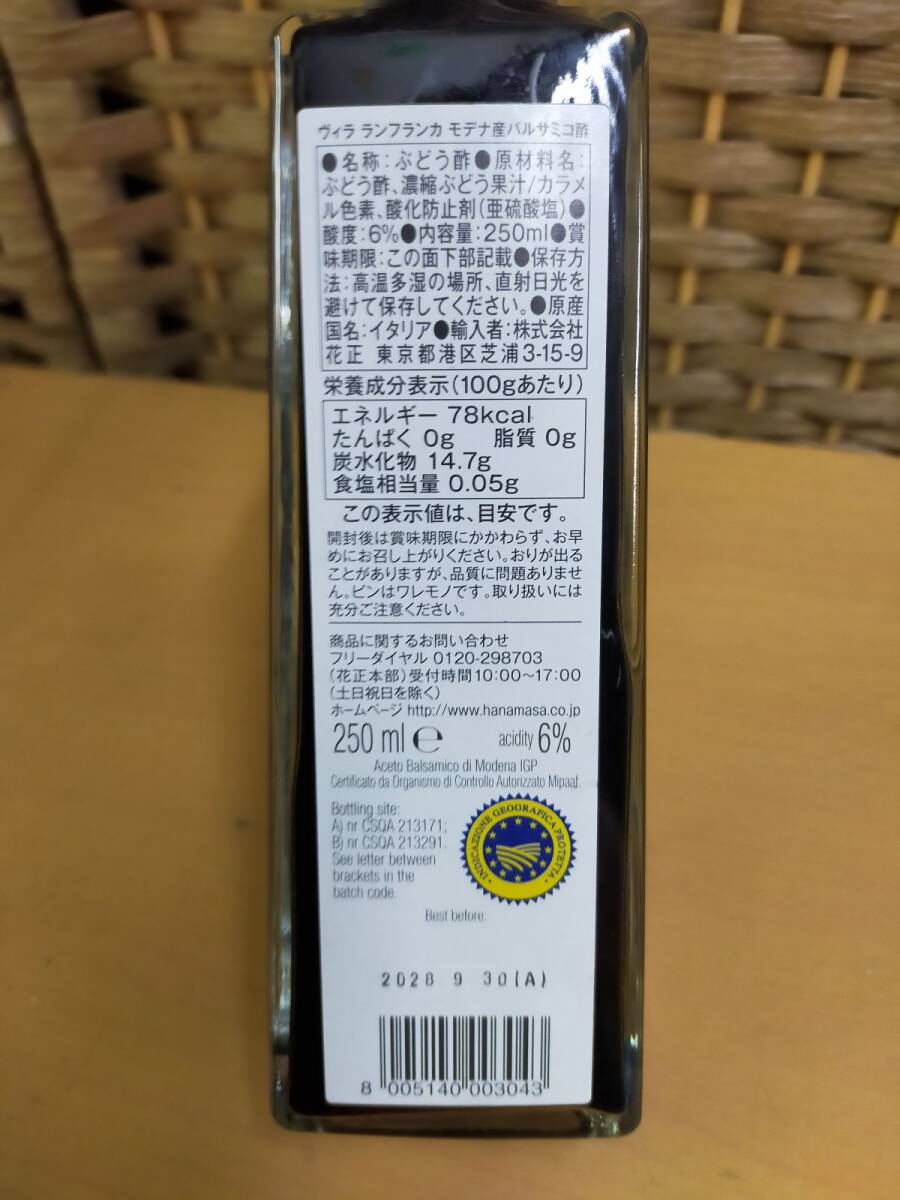 ヴィラ ランフランカ モデナ産バルサミコ酢
●名称：ぶどう酢●原材料名：
ぶどう酢、濃縮ぶどう果汁/カラメ
ル色素、酸化防止剤（亜硫酸塩）●
酸度：6%●内容量：250ml●賞
味期限：この面下部記載●保存方
法：高温多湿の場所、直射日光を
避けて保存してください。●原産
国名：イタリア●輸入者：株式会社
花正 東京都港区芝浦3-15-9
栄養成分表示（100gあたり）
エネルギー 78kcal
たんぱく 0g 脂質 0g
炭水化物 14.7g
食塩相当量 0.05g
この表示値は、目安です。
開封後は賞味期限にかかわらず、お早
めにお召し上がりください。おりが出る
ことがありますが、品質に問題ありませ
ん。ビンはワレモノです。取り扱いには
充分ご注意ください。
商品に関するお問い合わせ
フリーダイヤル 0120-298703
（花正本部）受付時間10:00～17:00
（土日祝日を除く）
ホームページ http://www.hanamasa.co.jp
250 ml ℮ acidity 6%
Aceto Balsamico di Modena IGP
Certificato da Organismo di Controllo Autorizzato Mipaaf.
Bottling site:
A) nr CSQA 213171;
B) nr CSQA 213291.
See letter between
brackets in the
batch code.
INDICAZIONE GEOGRAFICA PROTETTA
Best before:
2028 9 30(A)
8 005140 003043